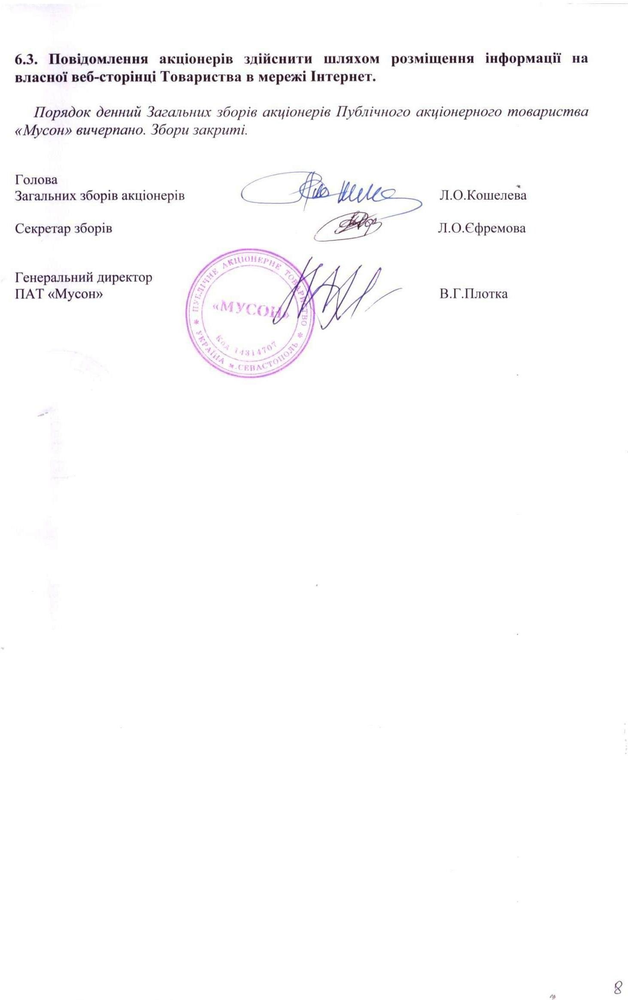 6.3. Повідомлення акціонерів здійснити шляхом розміщення інформації на
власної веб-сторінці Товариства в мережі Інтернет.
Порядок денний Загальних зборів акціонерів Публічного акціонерного товариства
«Мусон» вичерпано. Збори закриті.
Голова
Загальних зборів акціонерів Л.О.Кошелева
Секретар зборів Л.О.Єфремова
Генеральний директор
ПАТ «Мусон» В.Г.Плотка
ПУБЛІЧНЕ АКЦІОНЕРНЕ ТОВАРИСТВО
«МУСОН»
Код 14314707
* УКРАЇНА м.СЕВАСТОПОЛЬ *
8